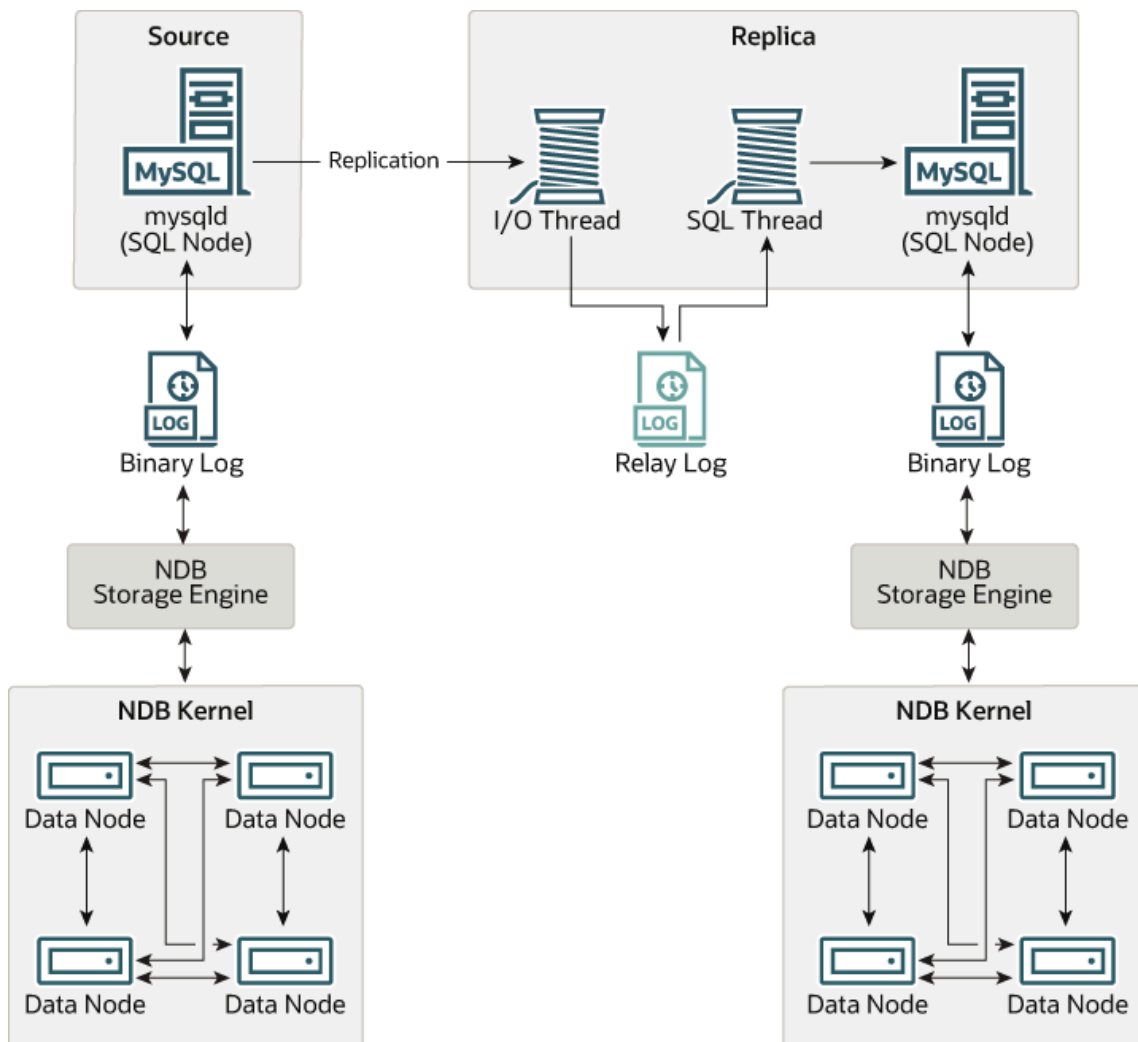 Source
Replica
MySQL
Replication
MySQL
mysqld
(SQL Node)
I/O Thread
SQL Thread
mysqld
(SQL Node)
LOG
LOG
LOG
Binary Log
Relay Log
Binary Log
NDB
Storage Engine
NDB
Storage Engine
NDB Kernel
NDB Kernel
Data Node
Data Node
Data Node
Data Node
Data Node
Data Node
Data Node
Data Node